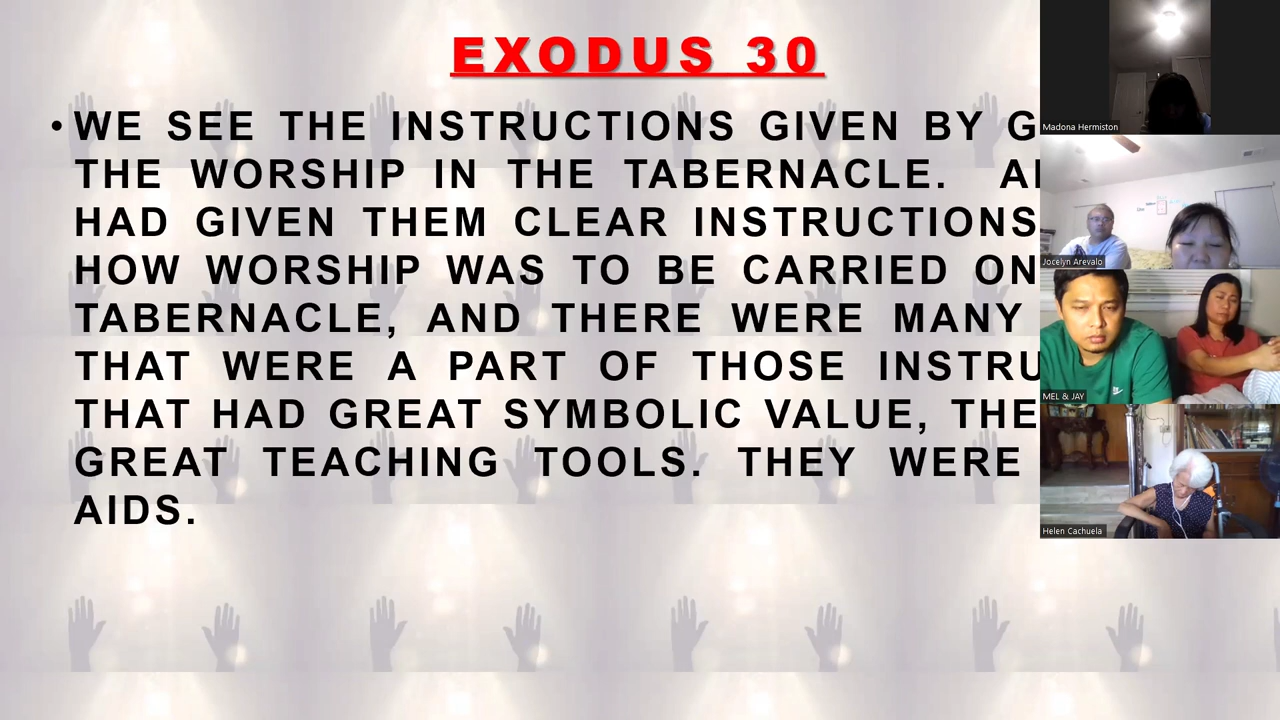 EXODUS 30
• WE SEE THE INSTRUCTIONS GIVEN BY
THE WORSHIP IN THE TABERNACLE.
HAD GIVEN THEM CLEAR INSTRUCTIONS
HOW WORSHIP WAS TO BE CARRIED ON
TABERNACLE, AND THERE WERE MANY
THAT WERE A PART OF THOSE
THAT HAD GREAT SYMBOLIC VALUE,
GREAT TEACHING TOOLS. THEY WERE
AIDS.
Madona Hermiston
Jocelyn Arevalo
MEL & JAY
Helen Cachuela